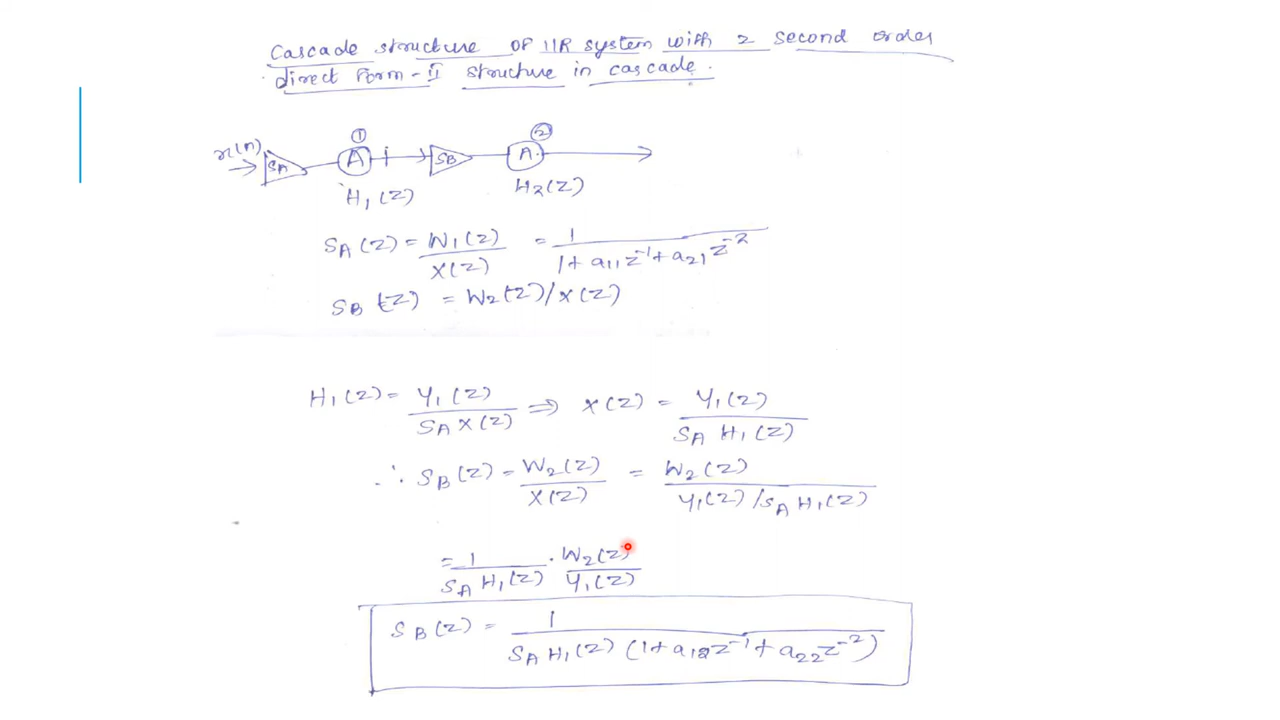 Cascade structure OF IIR system with 2 second order
direct Form-II structure in cascade.
① ②
x(n) SA A SB A
H1(z) H2(z)
SA(z) = W1(z)/X(z) = 1/(1+a11z^-1+a21z^-2)
SB(z) = W2(z)/X(z)
H1(z) = Y1(z)/(SA X(z)) ⇒ X(z) = Y1(z)/(SA H1(z))
∴ SB(z) = W2(z)/X(z) = W2(z)/(Y1(z)/SA H1(z))
= 1/(SA H1(z)) . W2(z)/Y1(z)
SB(z) = 1/(SA H1(z) (1+a12z^-1+a22z^-2))